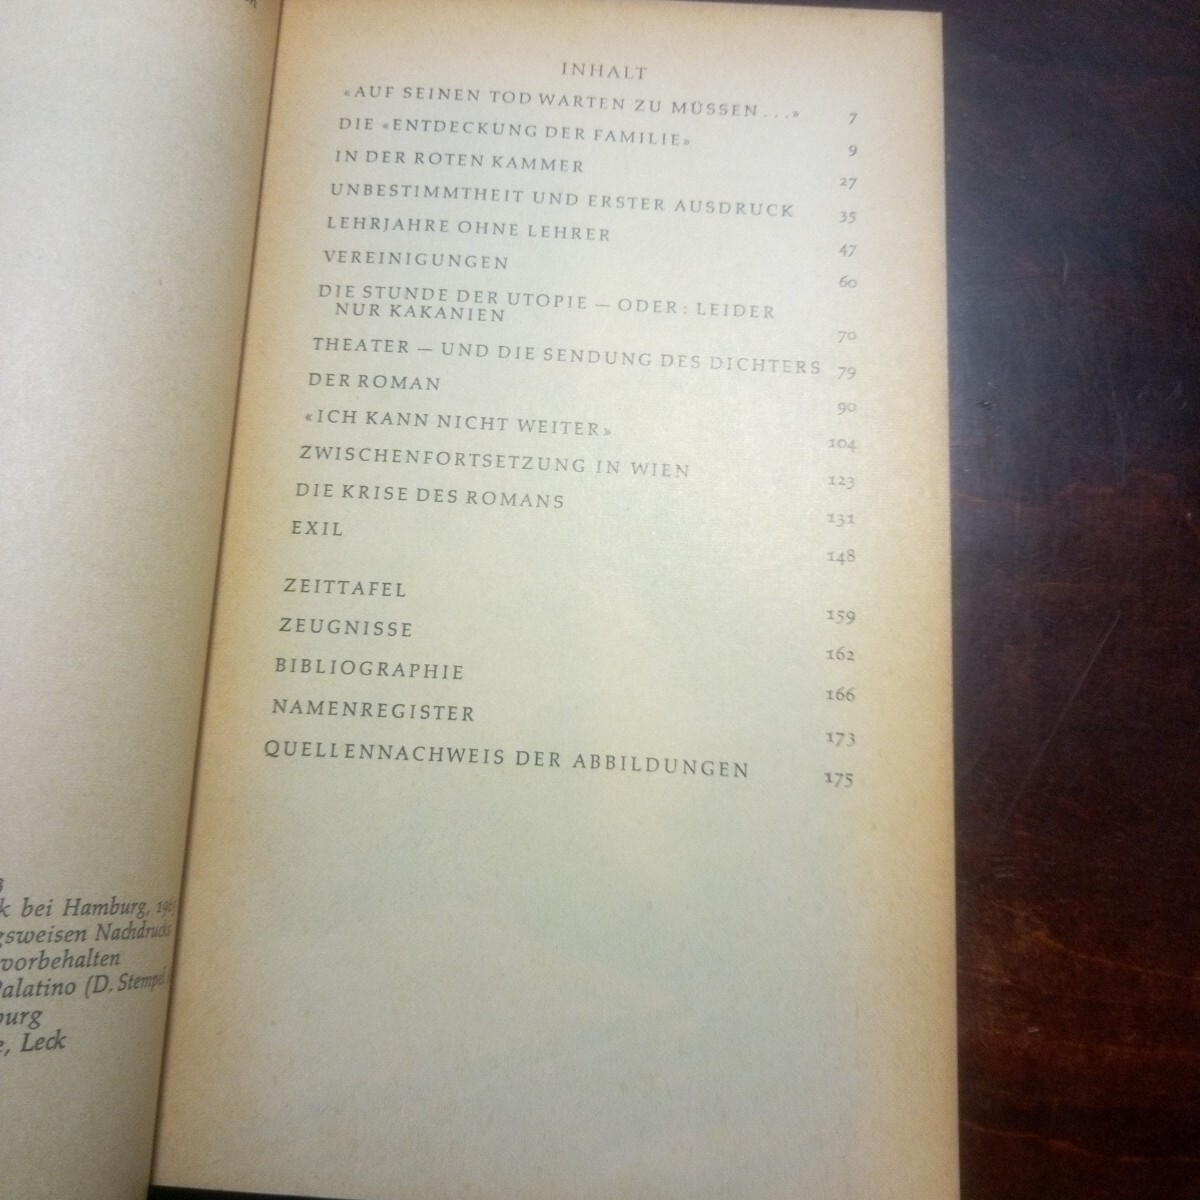 INHALT
«AUF SEINEN TOD WARTEN ZU MÜSSEN...» 7
DIE «ENTDECKUNG DER FAMILIE» 9
IN DER ROTEN KAMMER 27
UNBESTIMMTHEIT UND ERSTER AUSDRUCK 35
LEHRJAHRE OHNE LEHRER 47
VEREINIGUNGEN 60
DIE STUNDE DER UTOPIE – ODER: LEIDER
NUR KAKANIEN 70
THEATER – UND DIE SENDUNG DES DICHTERS 79
DER ROMAN 90
«ICH KANN NICHT WEITER» 104
ZWISCHENFORTSETZUNG IN WIEN 123
DIE KRISE DES ROMANS 131
EXIL 148
ZEITTAFEL 159
ZEUGNISSE 162
BIBLIOGRAPHIE 166
NAMENREGISTER 173
QUELLENNACHWEIS DER ABBILDUNGEN 175
k bei Hamburg,
gsweisen Nachdrucks
vorbehalten
Palatino (D. Stempel
burg
e, Leck